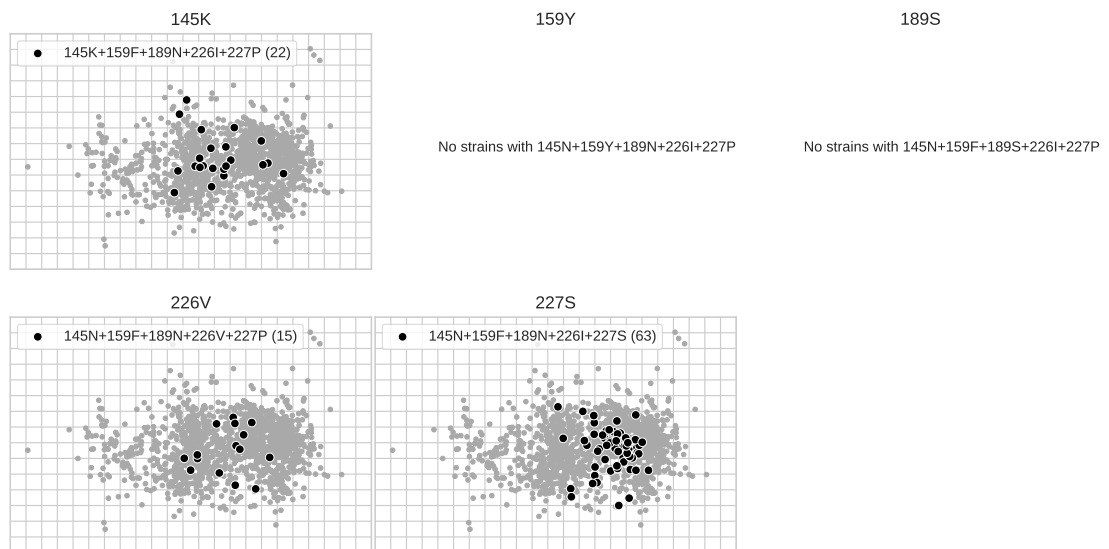 145K
159Y
189S
145K+159F+189N+226I+227P (22)
No strains with 145N+159Y+189N+226I+227P
No strains with 145N+159F+189S+226I+227P
226V
227S
145N+159F+189N+226V+227P (15)
145N+159F+189N+226I+227S (63)